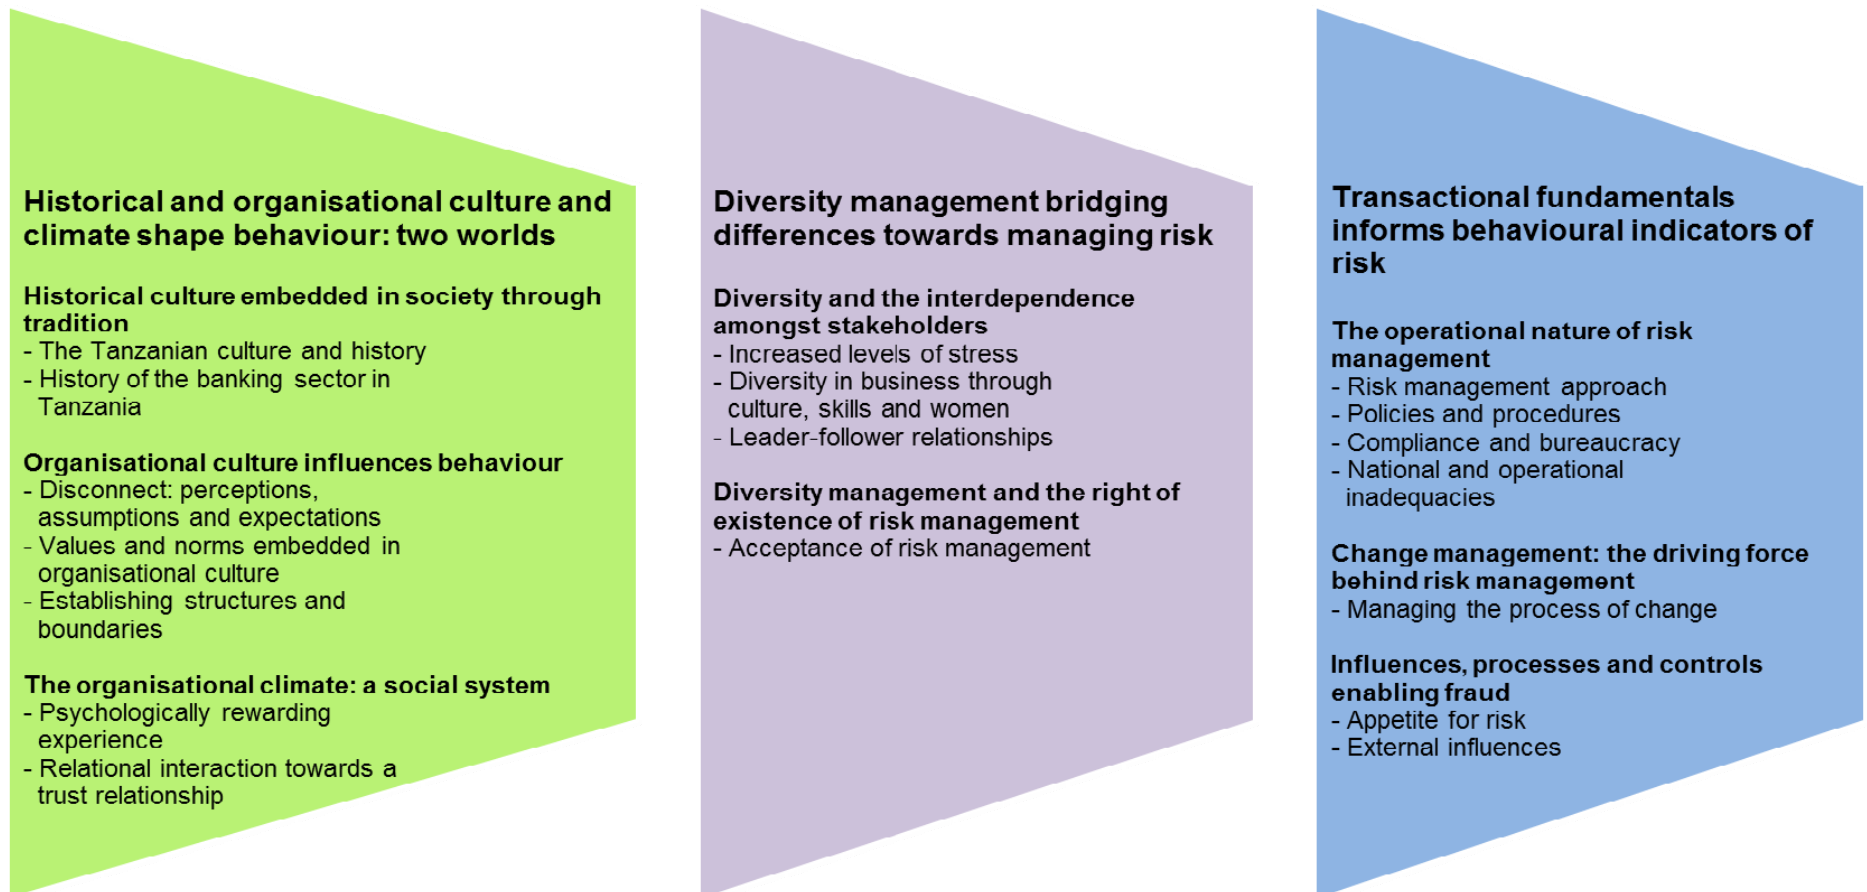 Historical and organisational culture and
climate shape behaviour: two worlds
Historical culture embedded in society through
tradition
- The Tanzanian culture and history
- History of the banking sector in
Tanzania
Organisational culture influences behaviour
- Disconnect: perceptions,
assumptions and expectations
- Values and norms embedded in
organisational culture
- Establishing structures and
boundaries
The organisational climate: a social system
- Psychologically rewarding
experience
- Relational interaction towards a
trust relationship
Diversity management bridging
differences towards managing risk
Diversity and the interdependence
amongst stakeholders
- Increased levels of stress
- Diversity in business through
culture, skills and women
- Leader-follower relationships
Diversity management and the right of
existence of risk management
- Acceptance of risk management
Transactional fundamentals
informs behavioural indicators of
risk
The operational nature of risk
management
- Risk management approach
- Policies and procedures
- Compliance and bureaucracy
- National and operational
inadequacies
Change management: the driving force
behind risk management
- Managing the process of change
Influences, processes and controls
enabling fraud
- Appetite for risk
- External influences